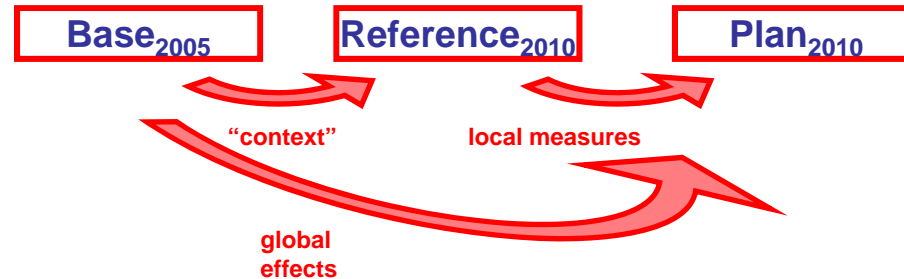 Base2005 Reference2010 Plan2010
“context” local measures
global
effects